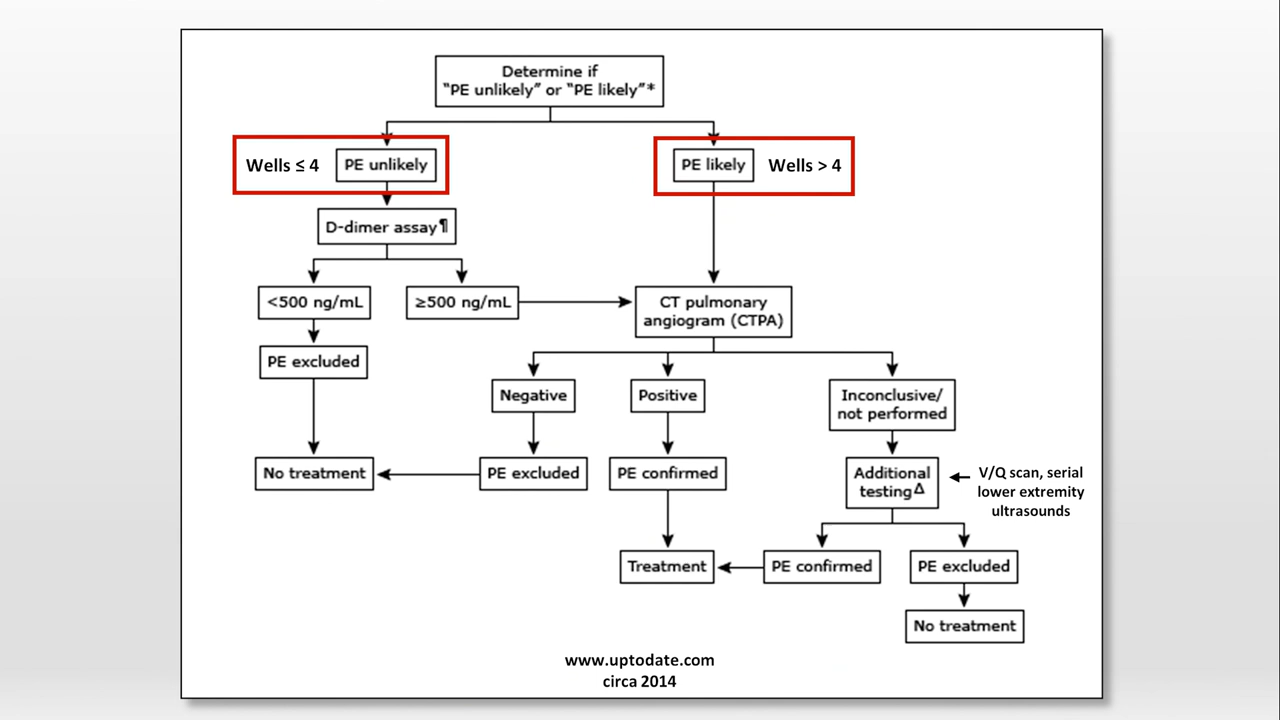 Determine if
“PE unlikely” or “PE likely”*
Wells ≤ 4
PE unlikely
PE likely
Wells > 4
D-dimer assay¶
<500 ng/mL
≥500 ng/mL
CT pulmonary
angiogram (CTPA)
PE excluded
Negative
Positive
Inconclusive/
not performed
No treatment
PE excluded
PE confirmed
Additional
testingΔ
V/Q scan, serial
lower extremity
ultrasounds
Treatment
PE confirmed
PE excluded
No treatment
www.uptodate.com
circa 2014